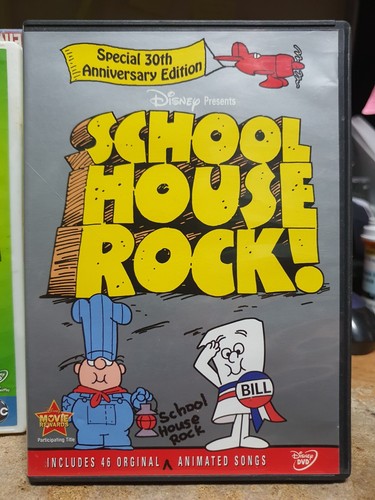 Special 30th
Anniversary Edition
Disney Presents
SCHOOL
HOUSE
ROCK!
BILL
School
House
Rock
MOVIE
REWARDS
Participating Title
INCLUDES 46 ORGINAL ANIMATED SONGS
Disney
DVD